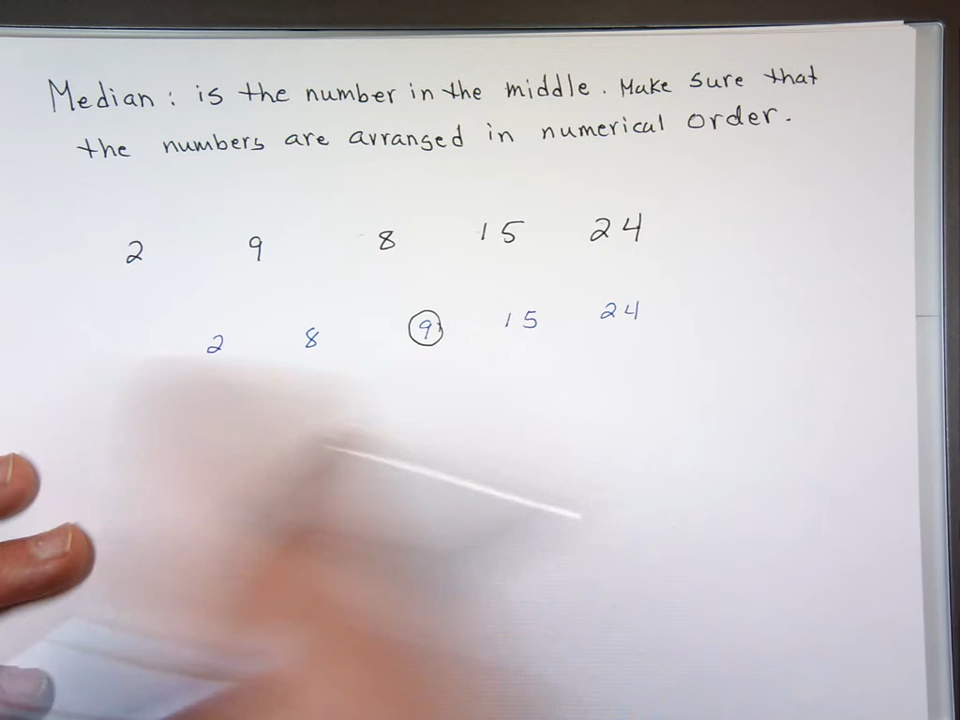 Median: is the number in the middle. Make sure that
the numbers are arranged in numerical order.
2 9 8 15 24
2 8 9 15 24